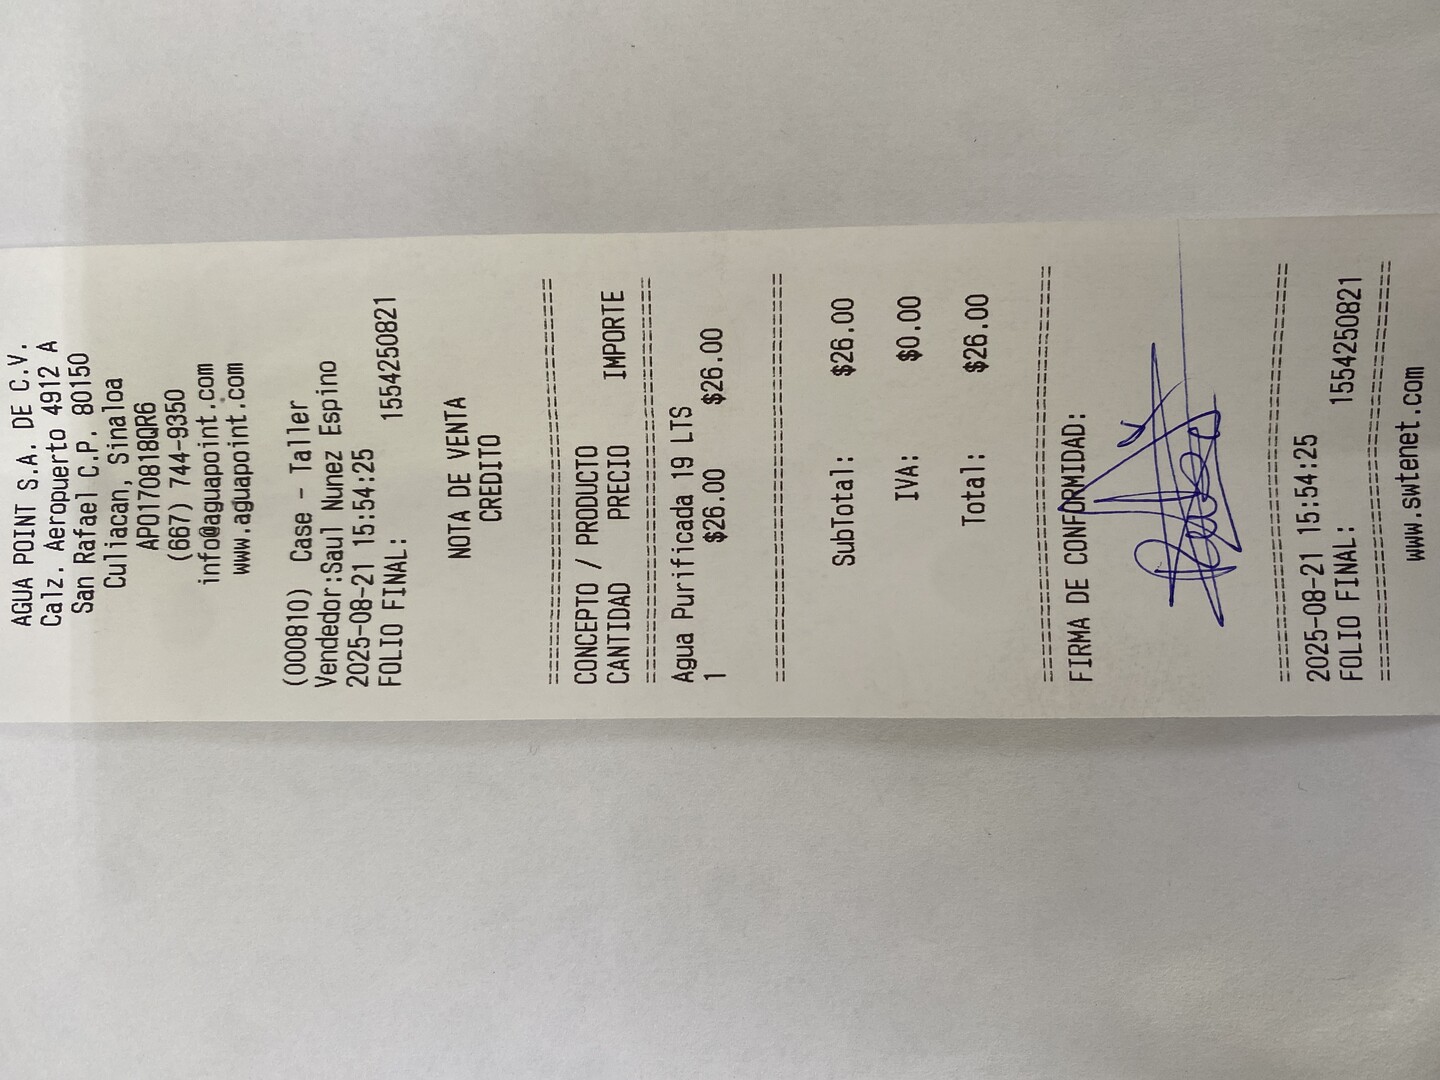 AGUA POINT S.A. DE C.V.
Calz. Aeropuerto 4912 A
San Rafael C.P. 80150
Culiacan, Sinaloa
APO170818QR6
(667) 744-9350
info@aguapoint.com
www.aguapoint.com
(000810) Case - Taller
Vendedor:Saul Nunez Espino
2025-08-21 15:54:25
FOLIO FINAL: 1554250821
NOTA DE VENTA
CREDITO
==============================
CONCEPTO / PRODUCTO
CANTIDAD PRECIO IMPORTE
==============================
Agua Purificada 19 LTS
1 $26.00 $26.00
==============================
SubTotal: $26.00
IVA: $0.00
Total: $26.00
==============================
FIRMA DE CONFORMIDAD:
==============================
2025-08-21 15:54:25
FOLIO FINAL: 1554250821
==============================
www.swtenet.com